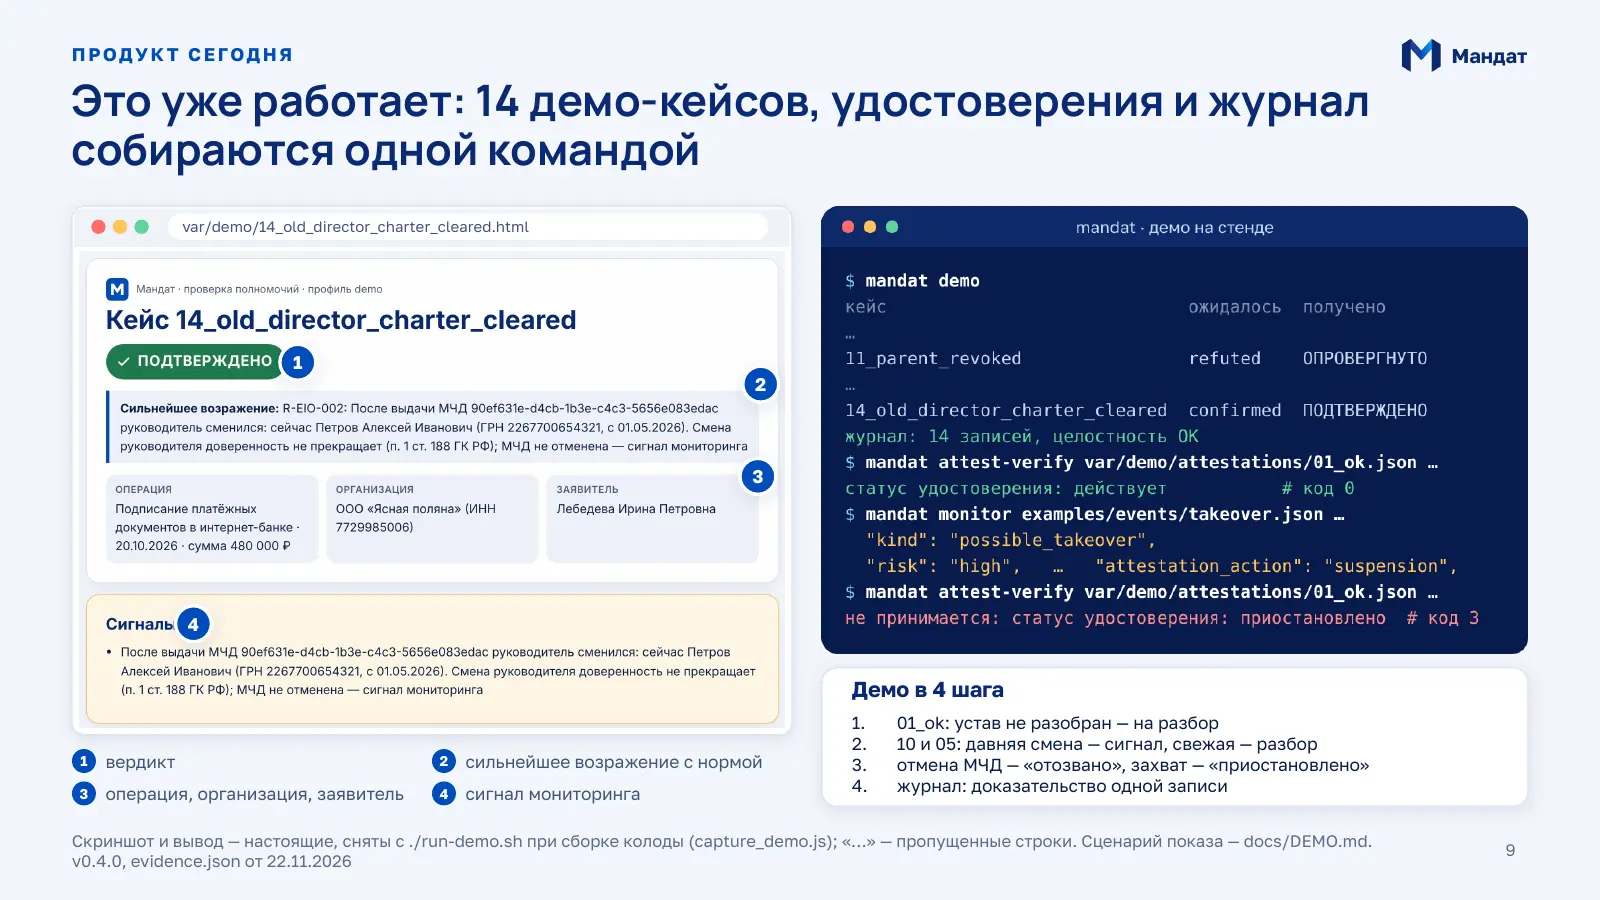 ПРОДУКТ СЕГОДНЯ
Мандат
Это уже работает: 14 демо-кейсов, удостоверения и журнал
собираются одной командой
var/demo/14_old_director_charter_cleared.html
M Мандат · проверка полномочий · профиль demo
Кейс 14_old_director_charter_cleared
✓ ПОДТВЕРЖДЕНО 1
2
Сильнейшее возражение: R-EIO-002: После выдачи МЧД 90ef631e-d4cb-1b3e-c4c3-5656e083edac
руководитель сменился: сейчас Петров Алексей Иванович (ГРН 2267700654321, с 01.05.2026). Смена
руководителя доверенность не прекращает (п. 1 ст. 188 ГК РФ); МЧД не отменена — сигнал мониторинга
3
ОПЕРАЦИЯ
Подписание платёжных
документов в интернет-банке ·
20.10.2026 · сумма 480 000 ₽
ОРГАНИЗАЦИЯ
ООО «Ясная поляна» (ИНН
7729985006)
ЗАЯВИТЕЛЬ
Лебедева Ирина Петровна
Сигналы 4
• После выдачи МЧД 90ef631e-d4cb-1b3e-c4c3-5656e083edac руководитель сменился: сейчас Петров
Алексей Иванович (ГРН 2267700654321, с 01.05.2026). Смена руководителя доверенность не прекращает
(п. 1 ст. 188 ГК РФ); МЧД не отменена — сигнал мониторинга
1 вердикт
2 сильнейшее возражение с нормой
3 операция, организация, заявитель
4 сигнал мониторинга
mandat · демо на стенде
$ mandat demo
кейс ожидалось получено
…
11_parent_revoked refuted ОПРОВЕРГНУТО
…
14_old_director_charter_cleared confirmed ПОДТВЕРЖДЕНО
журнал: 14 записей, целостность OK
$ mandat attest-verify var/demo/attestations/01_ok.json …
статус удостоверения: действует # код 0
$ mandat monitor examples/events/takeover.json …
"kind": "possible_takeover",
"risk": "high", … "attestation_action": "suspension",
$ mandat attest-verify var/demo/attestations/01_ok.json …
не принимается: статус удостоверения: приостановлено # код 3
Демо в 4 шага
1. 01_ok: устав не разобран — на разбор
2. 10 и 05: давняя смена — сигнал, свежая — разбор
3. отмена МЧД — «отозвано», захват — «приостановлено»
4. журнал: доказательство одной записи
Скриншот и вывод — настоящие, сняты с ./run-demo.sh при сборке колоды (capture_demo.js); «…» — пропущенные строки. Сценарий показа — docs/DEMO.md.
v0.4.0, evidence.json от 22.11.2026
9